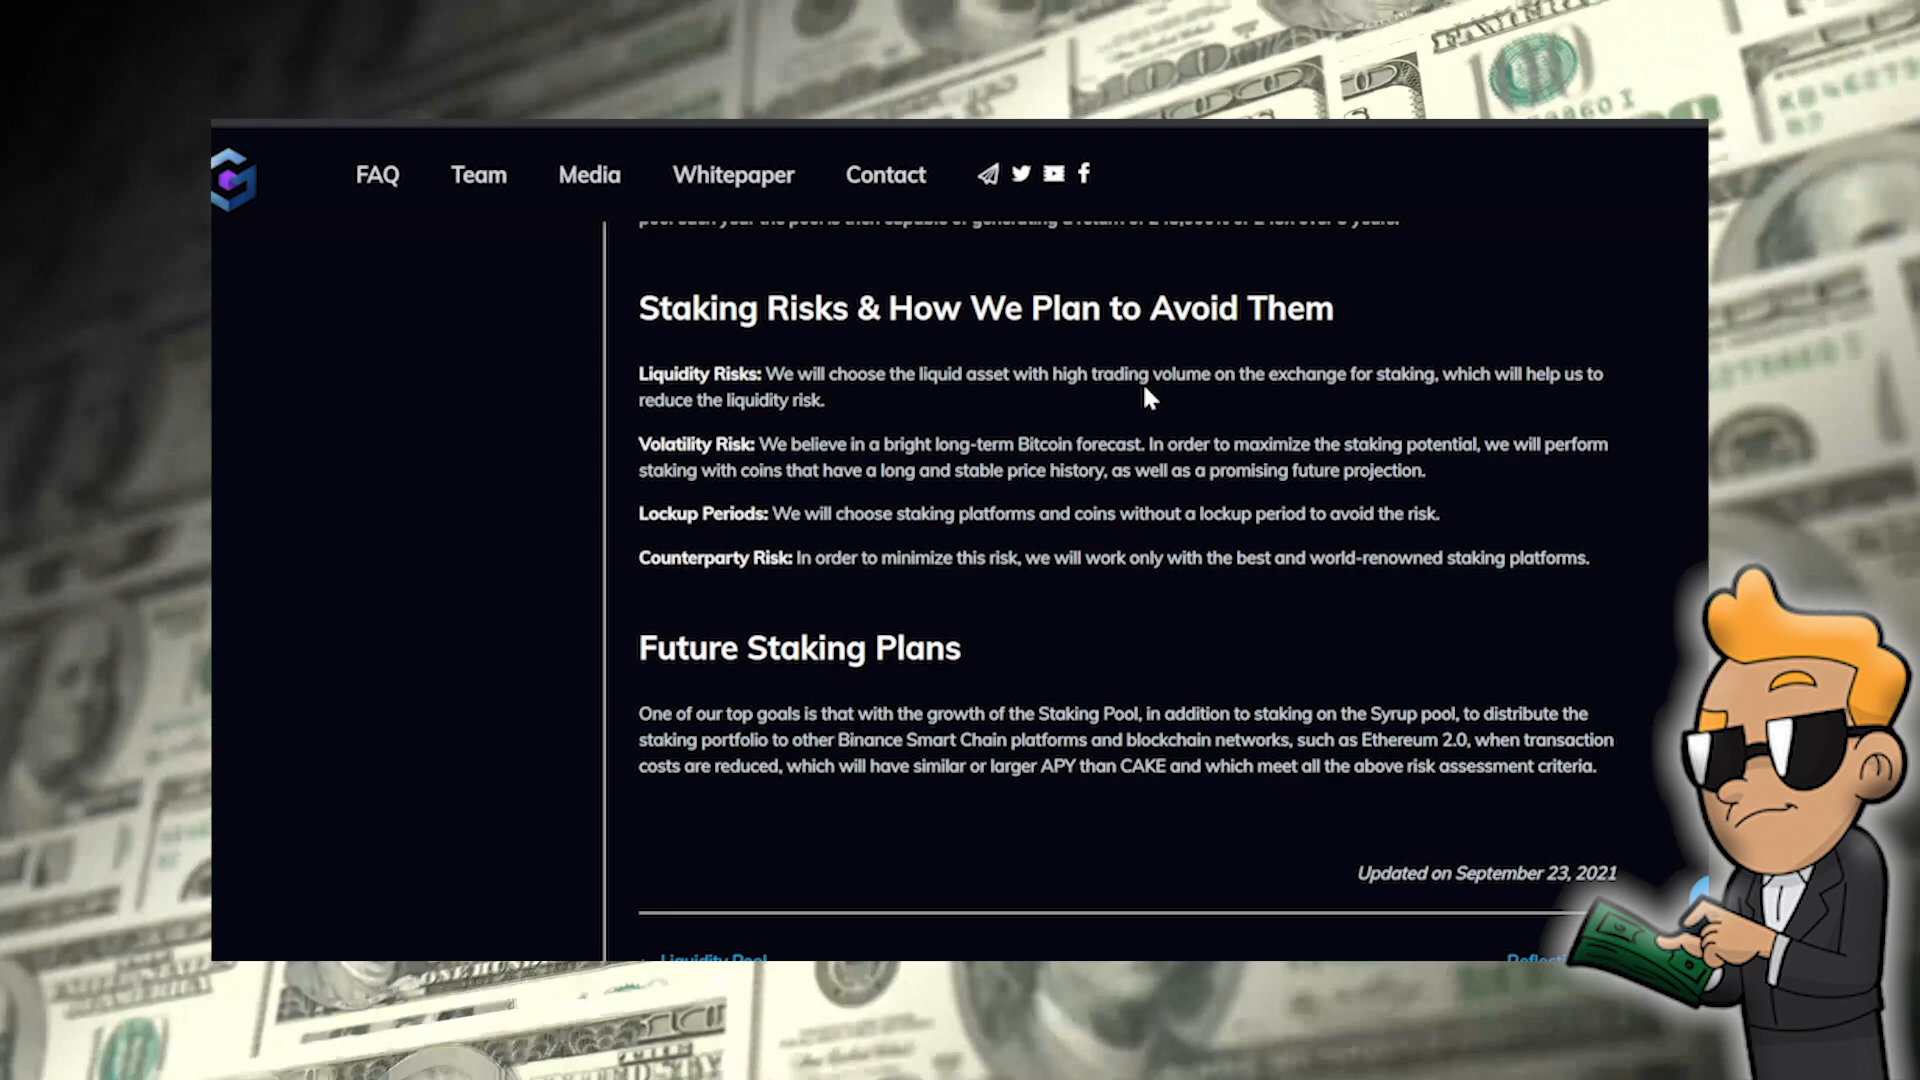 FAQ Team Media Whitepaper Contact
Staking Risks & How We Plan to Avoid Them
Liquidity Risks: We will choose the liquid asset with high trading volume on the exchange for staking, which will help us to
reduce the liquidity risk.
Volatility Risk: We believe in a bright long-term Bitcoin forecast. In order to maximize the staking potential, we will perform
staking with coins that have a long and stable price history, as well as a promising future projection.
Lockup Periods: We will choose staking platforms and coins without a lockup period to avoid the risk.
Counterparty Risk: In order to minimize this risk, we will work only with the best and world-renowned staking platforms.
Future Staking Plans
One of our top goals is that with the growth of the Staking Pool, in addition to staking on the Syrup pool, to distribute the
staking portfolio to other Binance Smart Chain platforms and blockchain networks, such as Ethereum 2.0, when transaction
costs are reduced, which will have similar or larger APY than CAKE and which meet all the above risk assessment criteria.
Updated on September 23, 2021
Liquidity Pool